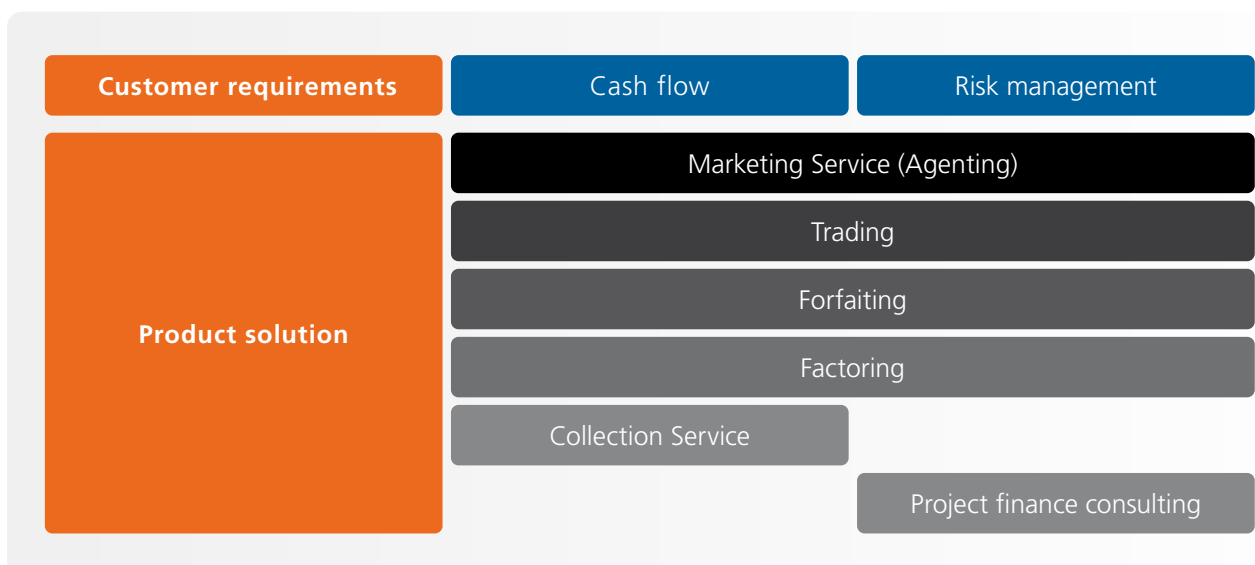 Customer requirements
Cash flow
Risk management
Product solution
Marketing Service (Agenting)
Trading
Forfaiting
Factoring
Collection Service
Project finance consulting